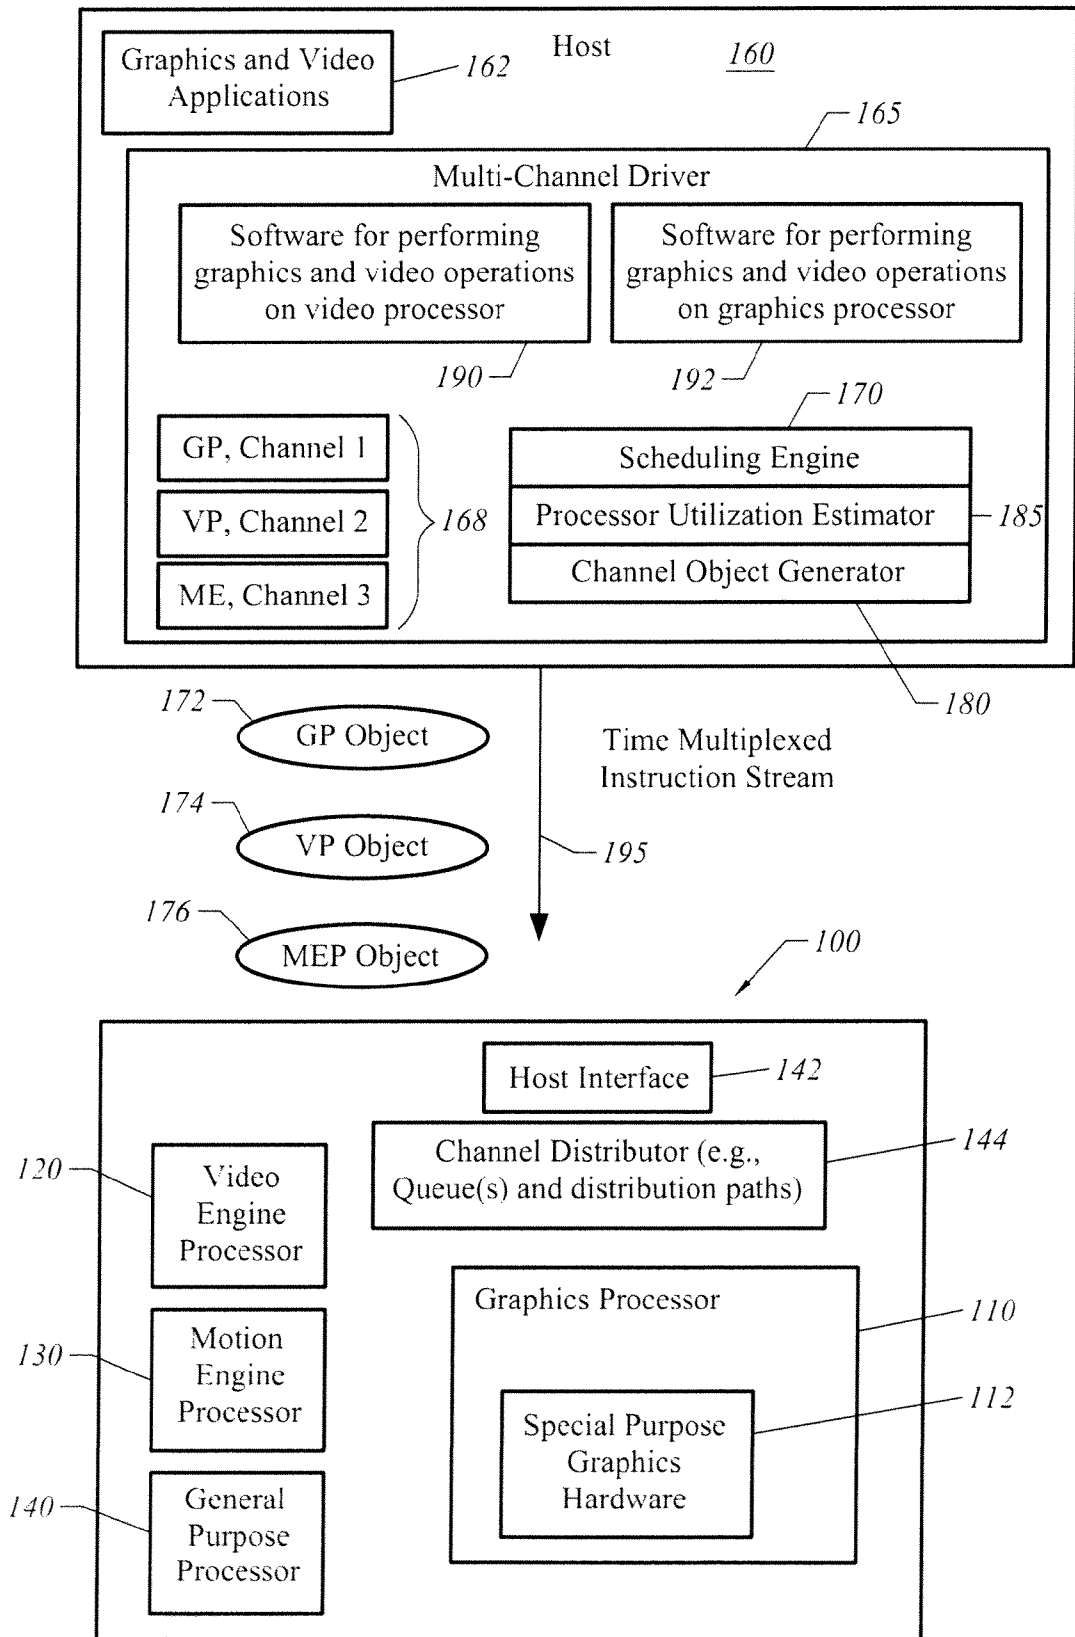 Host
160
Graphics and Video
Applications
162
165
Multi-Channel Driver
Software for performing
graphics and video operations
on video processor
190
Software for performing
graphics and video operations
on graphics processor
192
170
GP, Channel 1
VP, Channel 2
ME, Channel 3
168
Scheduling Engine
Processor Utilization Estimator
185
Channel Object Generator
180
172
GP Object
Time Multiplexed
Instruction Stream
174
VP Object
195
176
MEP Object
100
Host Interface
142
Channel Distributor (e.g.,
Queue(s) and distribution paths)
144
120
Video
Engine
Processor
Graphics Processor
110
130
Motion
Engine
Processor
112
Special Purpose
Graphics
Hardware
140
General
Purpose
Processor